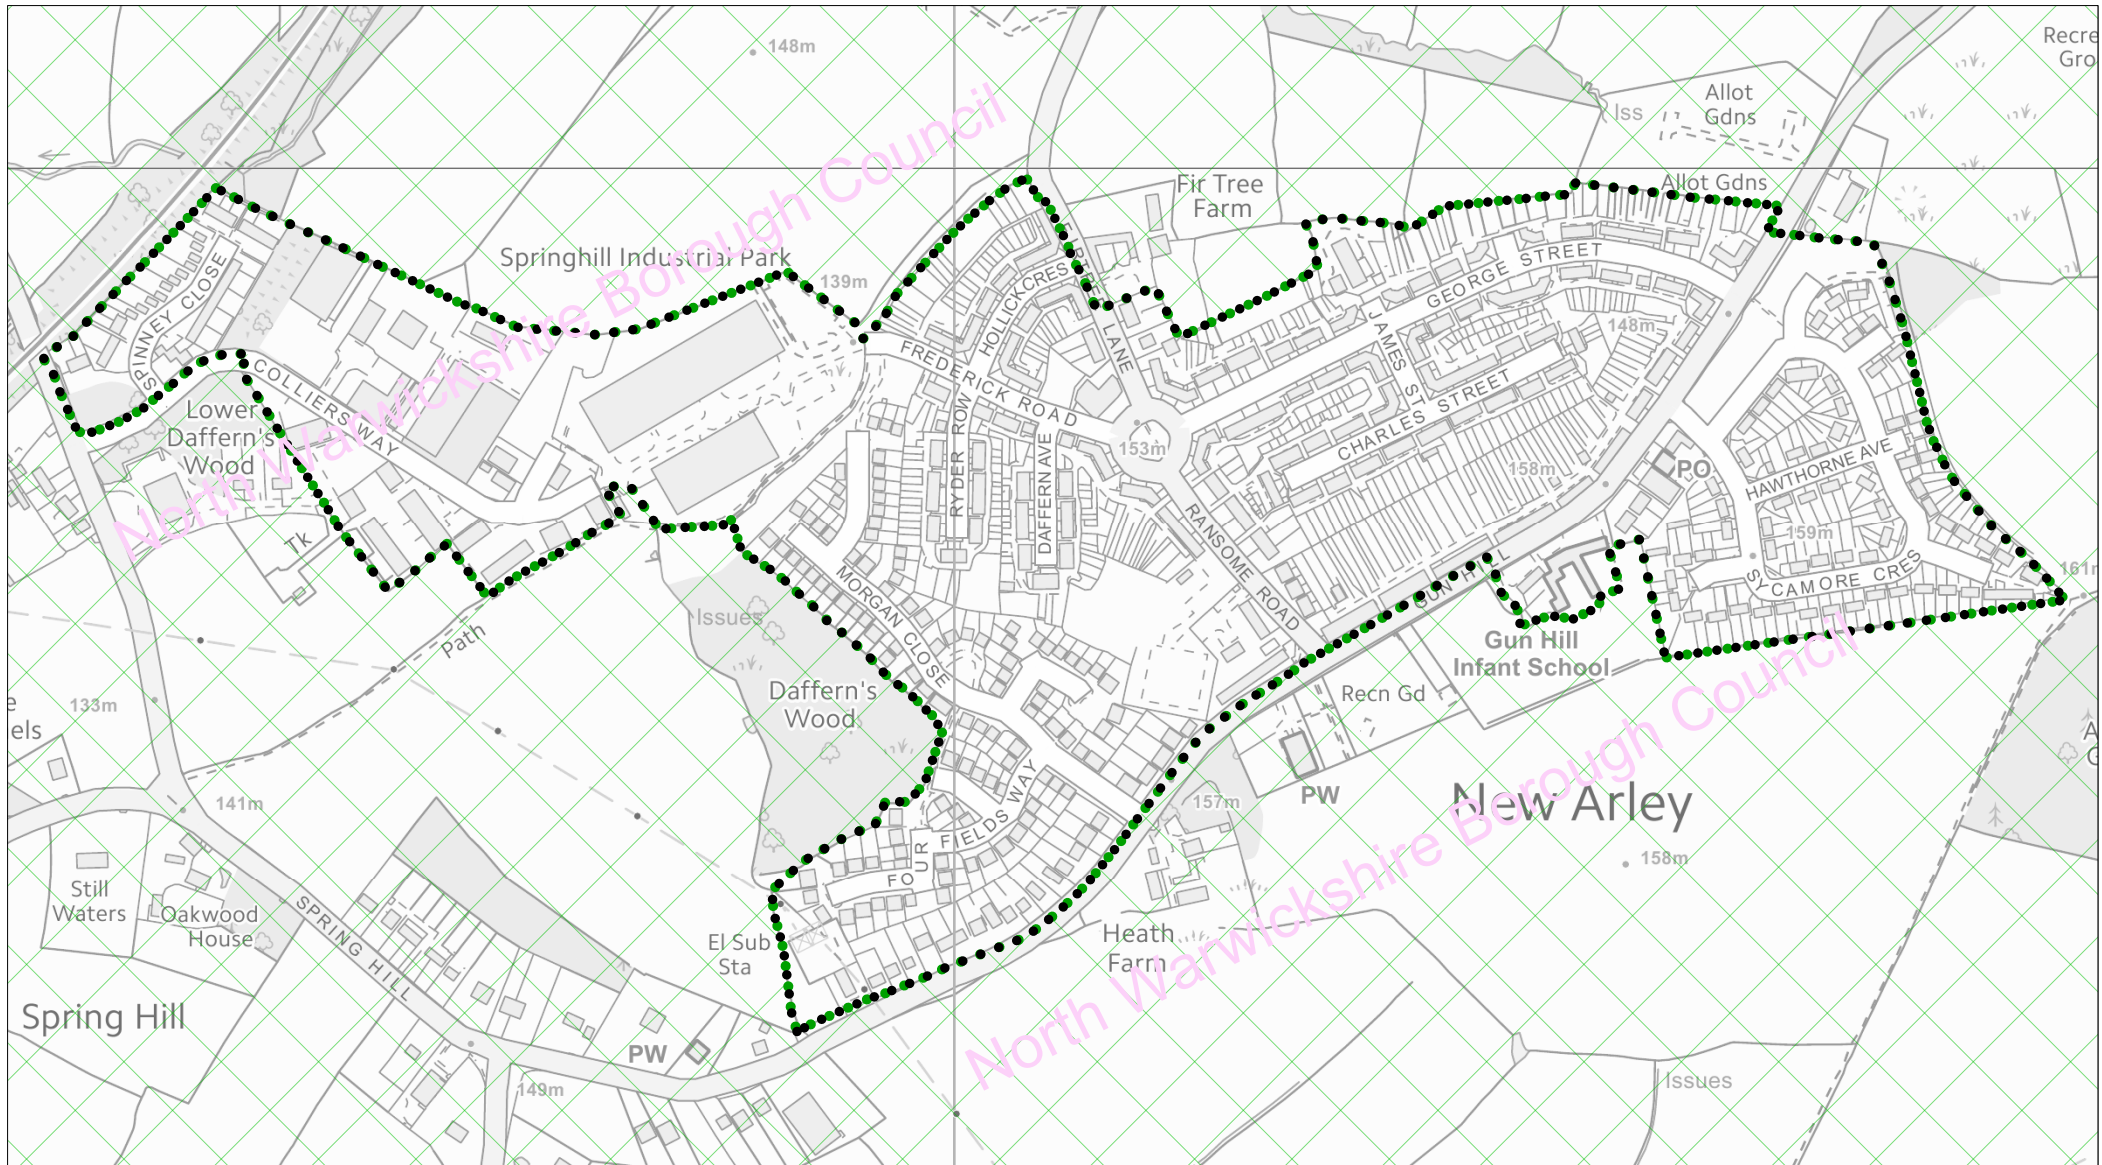 148m
Recre
Gro
Allot
Gdns
Iss
Fir Tree
Farm
Allot Gdns
Springhill Industrial Park
139m
North Warwickshire Borough Council
SPINNEY CLOSE
HOLLICK CRES
FIR TREE LANE
GEORGE STREET
148m
JAMES ST
FREDERICK ROAD
COLLIERS WAY
Lower
Daffern's
Wood
CHARLES STREET
153m
158m
PO
HAWTHORNE AVE
RYDER ROW
DAFFERN AVE
RANSOME ROAD
159m
Tk
161m
SYCAMORE CRES
MORGAN CLOSE
GUN HILL
Issues
Path
Gun Hill
Infant School
Daffern's
Wood
Recn Gd
133m
e
els
A
G
141m
157m
PW
New Arley
FOUR FIELDS WAY
158m
Still
Waters
Oakwood
House
SPRING HILL
El Sub
Sta
Heath
Farm
North Warwickshire Borough Council
Spring Hill
PW
149m
Issues